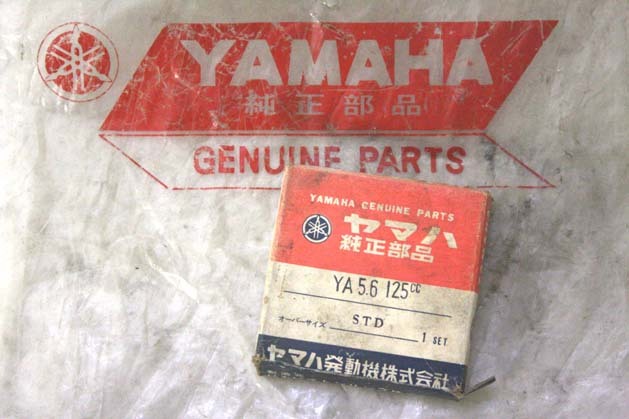 YAMAHA
純正部品
GENUINE PARTS
YAMAHA GENUINE PARTS
ヤマハ
純正部品
YA 5.6 125cc
オーバーサイズ STD 1 SET
ヤマハ発動機株式会社